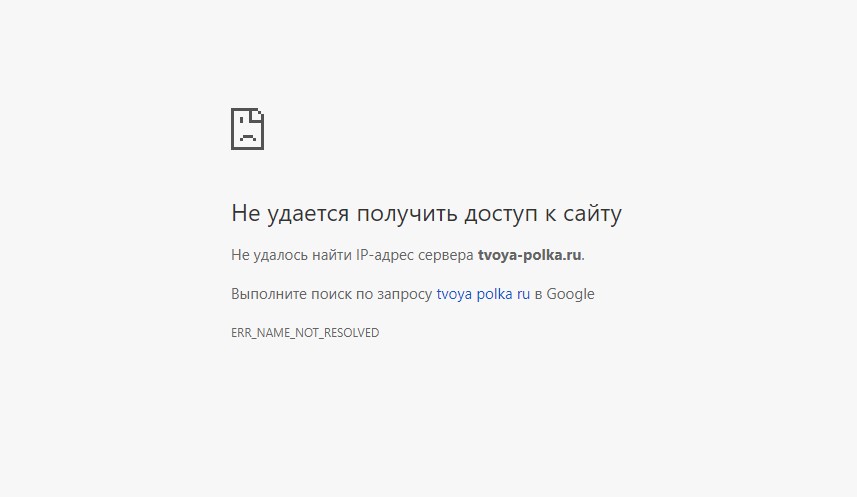 Не удается получить доступ к сайту
Не удалось найти IP-адрес сервера tvoya-polka.ru.
Выполните поиск по запросу tvoya polka ru в Google
ERR_NAME_NOT_RESOLVED